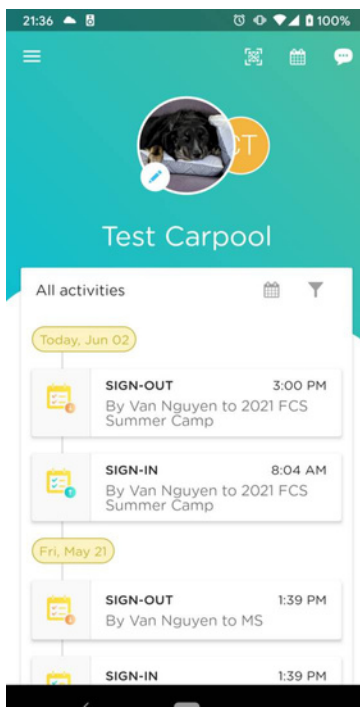 21:36 100%
CT
Test Carpool
All activities
Today, Jun 02
SIGN-OUT 3:00 PM
By Van Nguyen to 2021 FCS
Summer Camp
SIGN-IN 8:04 AM
By Van Nguyen to 2021 FCS
Summer Camp
Fri, May 21
SIGN-OUT 1:39 PM
By Van Nguyen to MS
SIGN-IN 1:39 PM